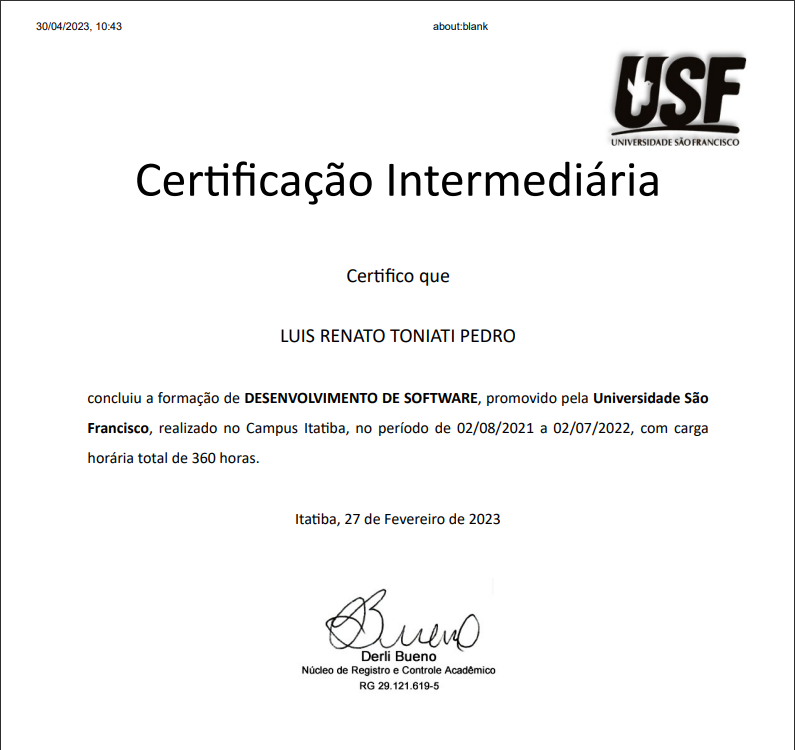 30/04/2023, 10:43 about:blank
USF
UNIVERSIDADE SÃO FRANCISCO
Certificação Intermediária
Certifico que
LUIS RENATO TONIATI PEDRO
concluiu a formação de DESENVOLVIMENTO DE SOFTWARE, promovido pela Universidade São
Francisco, realizado no Campus Itatiba, no período de 02/08/2021 a 02/07/2022, com carga
horária total de 360 horas.
Itatiba, 27 de Fevereiro de 2023
Bueno
Derli Bueno
Núcleo de Registro e Controle Acadêmico
RG 29.121.619-5